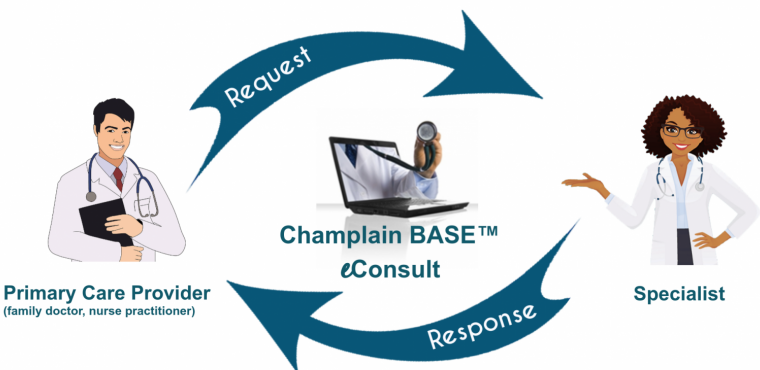 Request
Champlain BASE™
eConsult
Primary Care Provider
(family doctor, nurse practitioner)
Specialist
Response